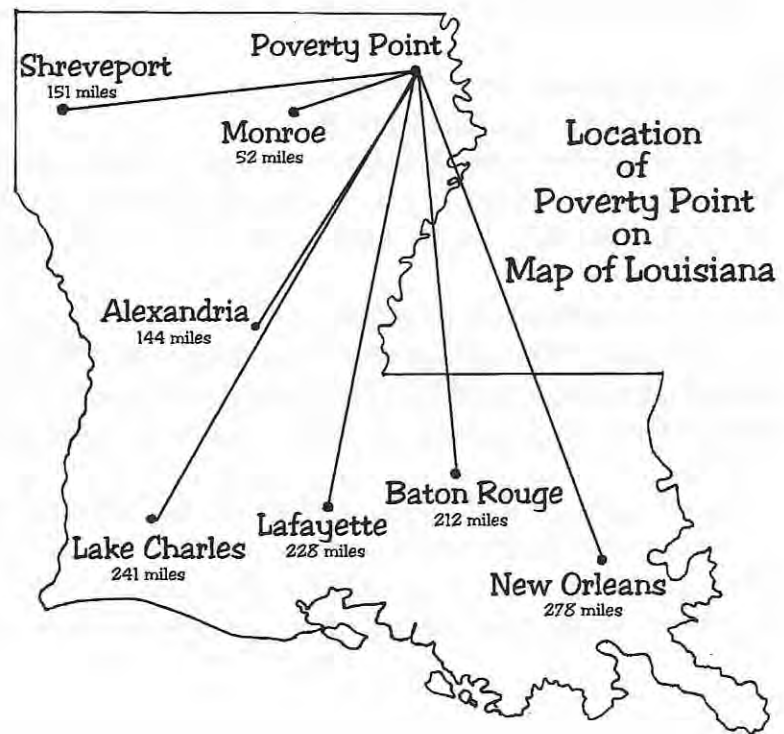 Poverty Point
Shreveport
151 miles
Monroe
52 miles
Location
of
Poverty Point
on
Map of Louisiana
Alexandria
144 miles
Baton Rouge
212 miles
Lafayette
228 miles
Lake Charles
241 miles
New Orleans
278 miles